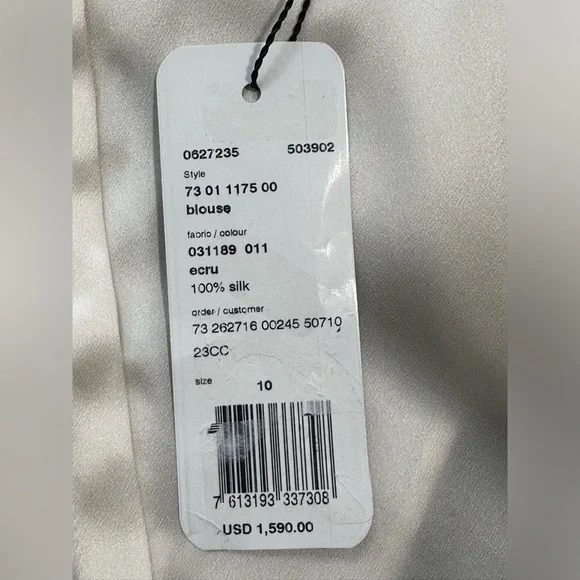 0627235 503902
Style
73 01 1175 00
blouse
fabric / colour
031189 011
ecru
100% silk
order / customer
73 262716 00245 50710
23CC
size 10
7 613193 337308
USD 1,590.00